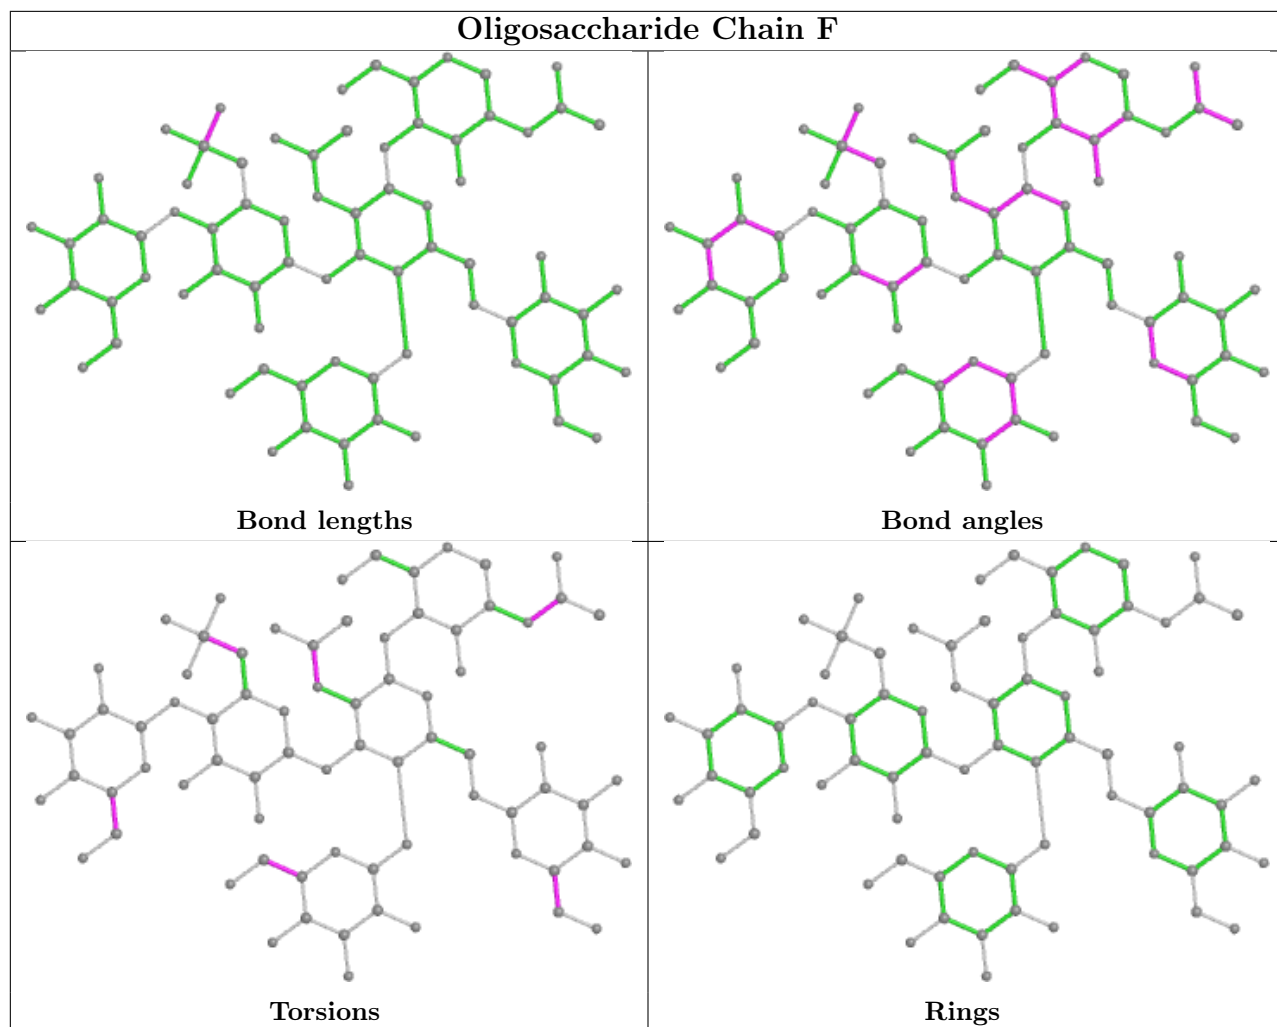 Oligosaccharide Chain F
Bond lengths
Bond angles
Torsions
Rings